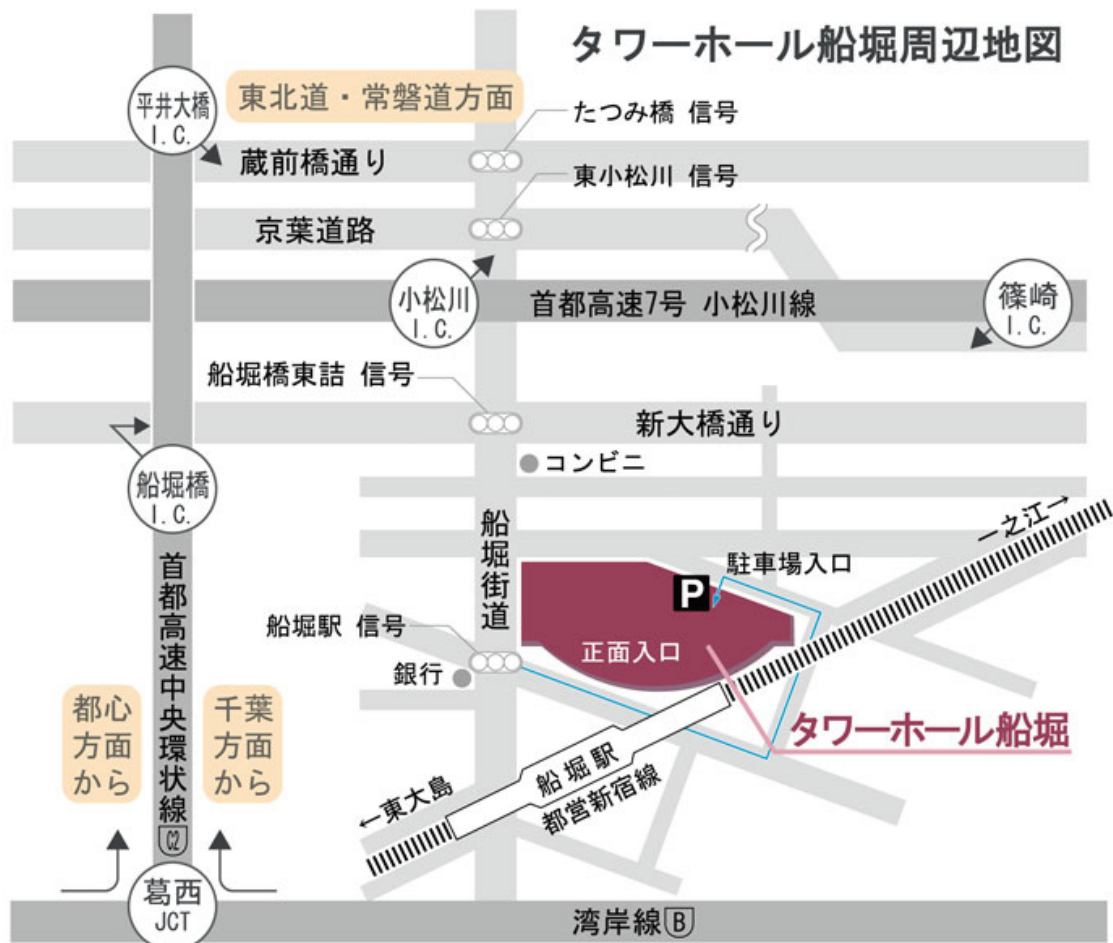 タワーホール船堀周辺地図
平井大橋
I.C.
東北道・常磐道方面
たつみ橋 信号
蔵前橋通り
東小松川 信号
京葉道路
小松川
I.C.
首都高速7号 小松川線
篠崎
I.C.
船堀橋東詰 信号
新大橋通り
コンビニ
船堀橋
I.C.
船堀街道
一之江→
駐車場入口
P
首都高速中央環状線
C2
船堀駅 信号
正面入口
銀行
都心
方面
から
千葉
方面
から
タワーホール船堀
船堀駅
←東大島
都営新宿線
葛西
JCT
湾岸線 B